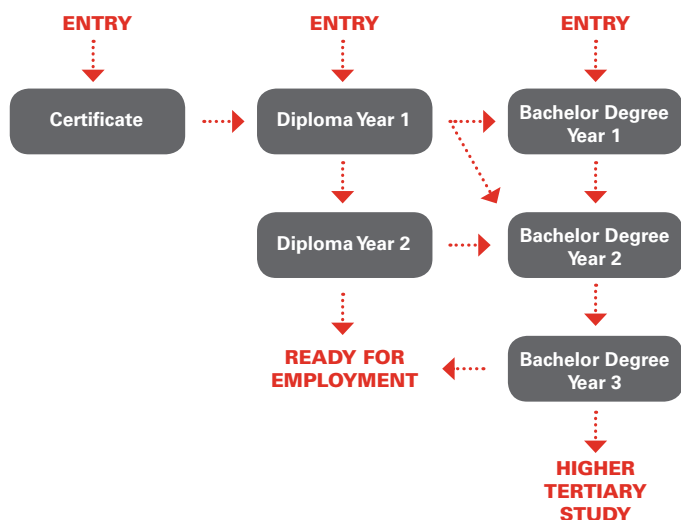 ENTRY
ENTRY
ENTRY
Certificate
Diploma Year 1
Bachelor Degree
Year 1
Diploma Year 2
Bachelor Degree
Year 2
READY FOR
EMPLOYMENT
Bachelor Degree
Year 3
HIGHER
TERTIARY
STUDY